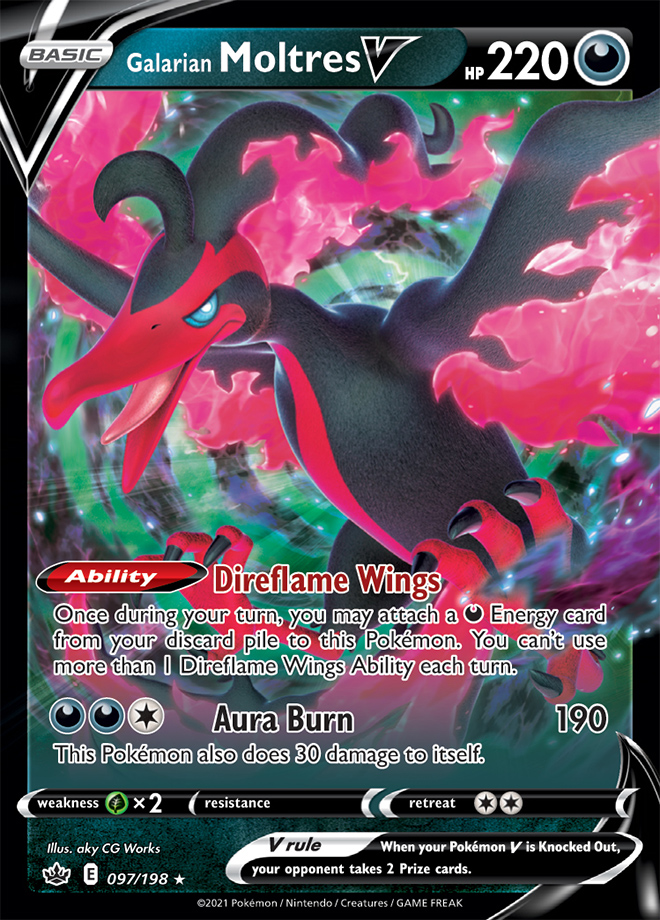 BASIC Galarian Moltres V HP 220
Ability Direflame Wings
Once during your turn, you may attach a Energy card
from your discard pile to this Pokémon. You can't use
more than 1 Direflame Wings Ability each turn.
Aura Burn 190
This Pokémon also does 30 damage to itself.
weakness ×2 resistance retreat
Illus. aky CG Works
V rule When your Pokémon V is Knocked Out,
your opponent takes 2 Prize cards.
E 097/198 ★
©2021 Pokémon / Nintendo / Creatures / GAME FREAK